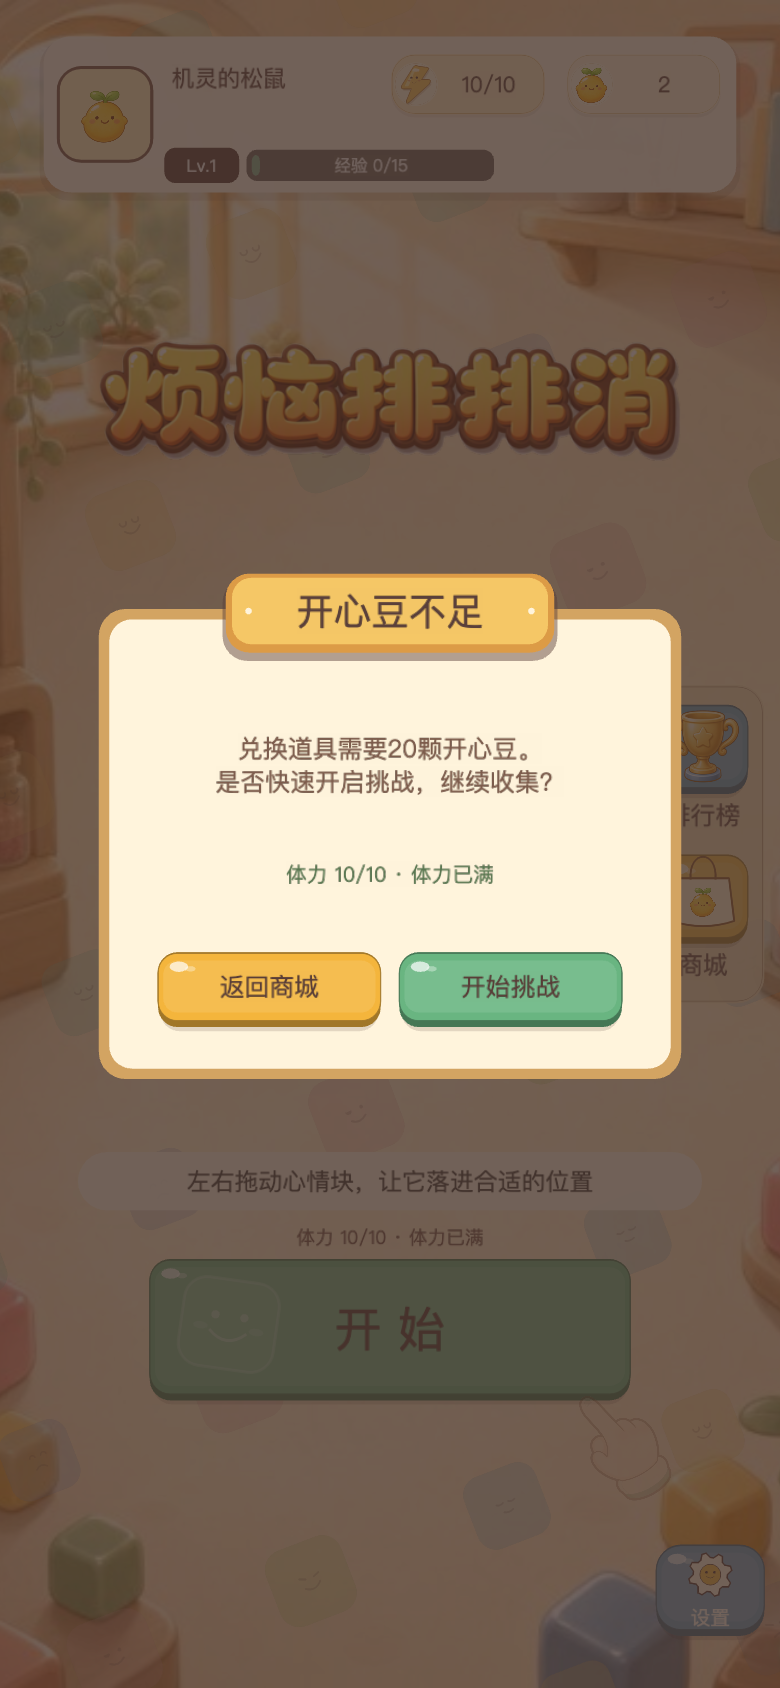 机灵的松鼠
10/10
2
Lv.1
经验 0/15
烦恼排排消
开心豆不足
兑换道具需要20颗开心豆。
是否快速开启挑战，继续收集？
体力 10/10 · 体力已满
返回商城
开始挑战
排行榜
商城
左右拖动心情块，让它落进合适的位置
体力 10/10 · 体力已满
开始
设置